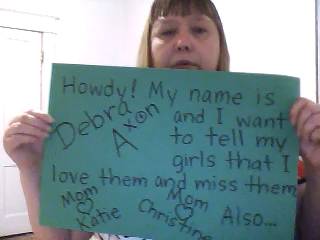 Howdy! My name is
Debra and I want
Axon to tell my
girls that I
love them and miss them
Mom Mom
♡ ♡ Also...
Katie Christine